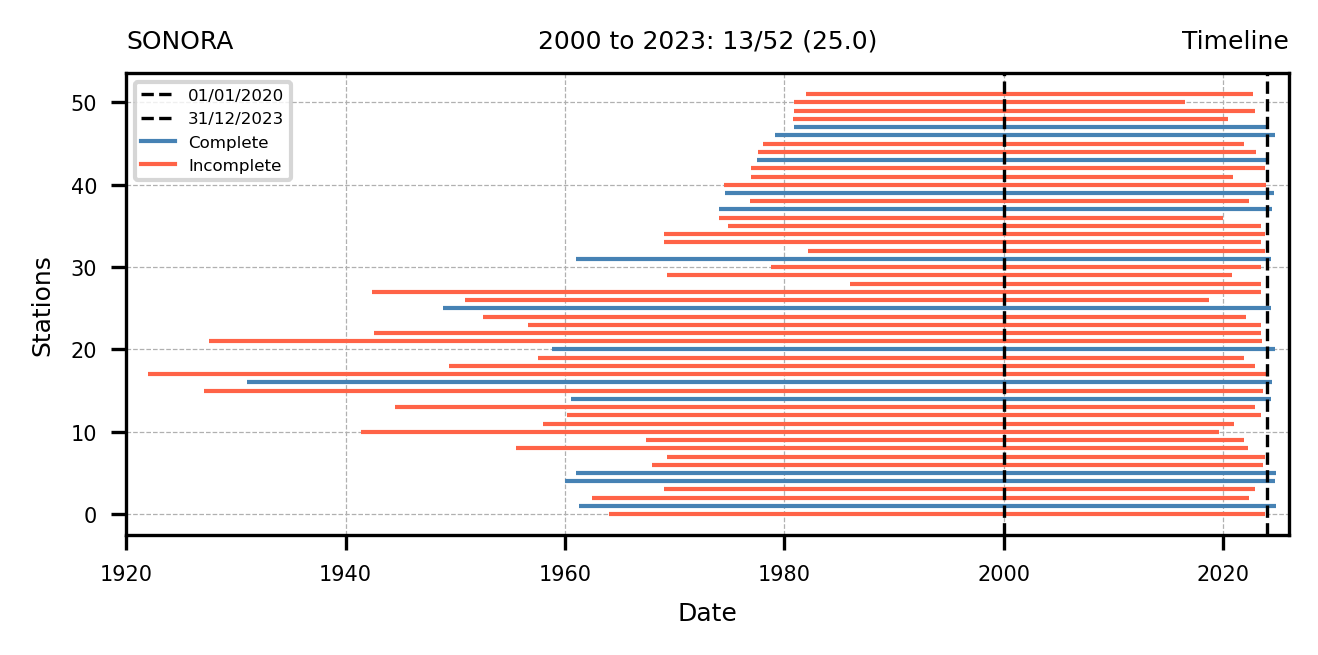 SONORA
2000 to 2023: 13/52 (25.0)
Timeline
01/01/2020
31/12/2023
Complete
Incomplete
50
40
30
20
10
0
Stations
1920 1940 1960 1980 2000 2020
Date